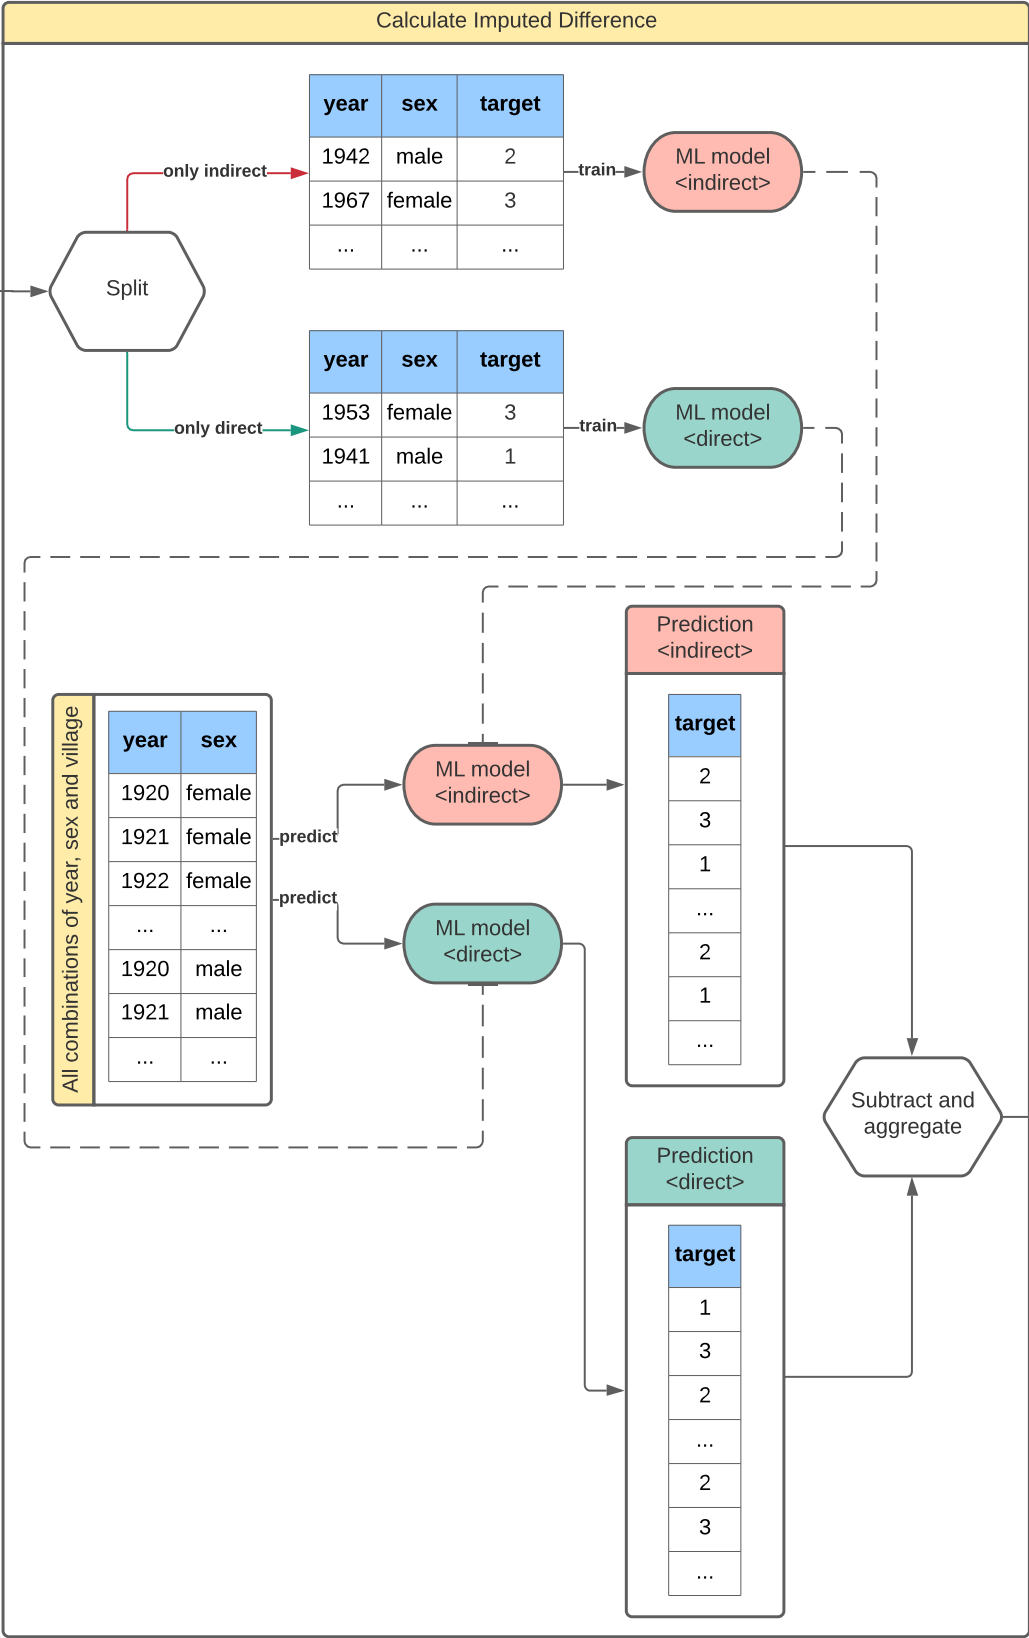 Calculate Imputed Difference
year sex target
1942 male 2
1967 female 3
... ... ...
only indirect
train
ML model
<indirect>
Split
year sex target
1953 female 3
1941 male 1
... ... ...
only direct
train
ML model
<direct>
All combinations of year, sex and village
year sex
1920 female
1921 female
1922 female
... ...
1920 male
1921 male
... ...
predict
predict
ML model
<indirect>
ML model
<direct>
Prediction
<indirect>
target
2
3
1
...
2
1
...
Subtract and
aggregate
Prediction
<direct>
target
1
3
2
...
2
3
...